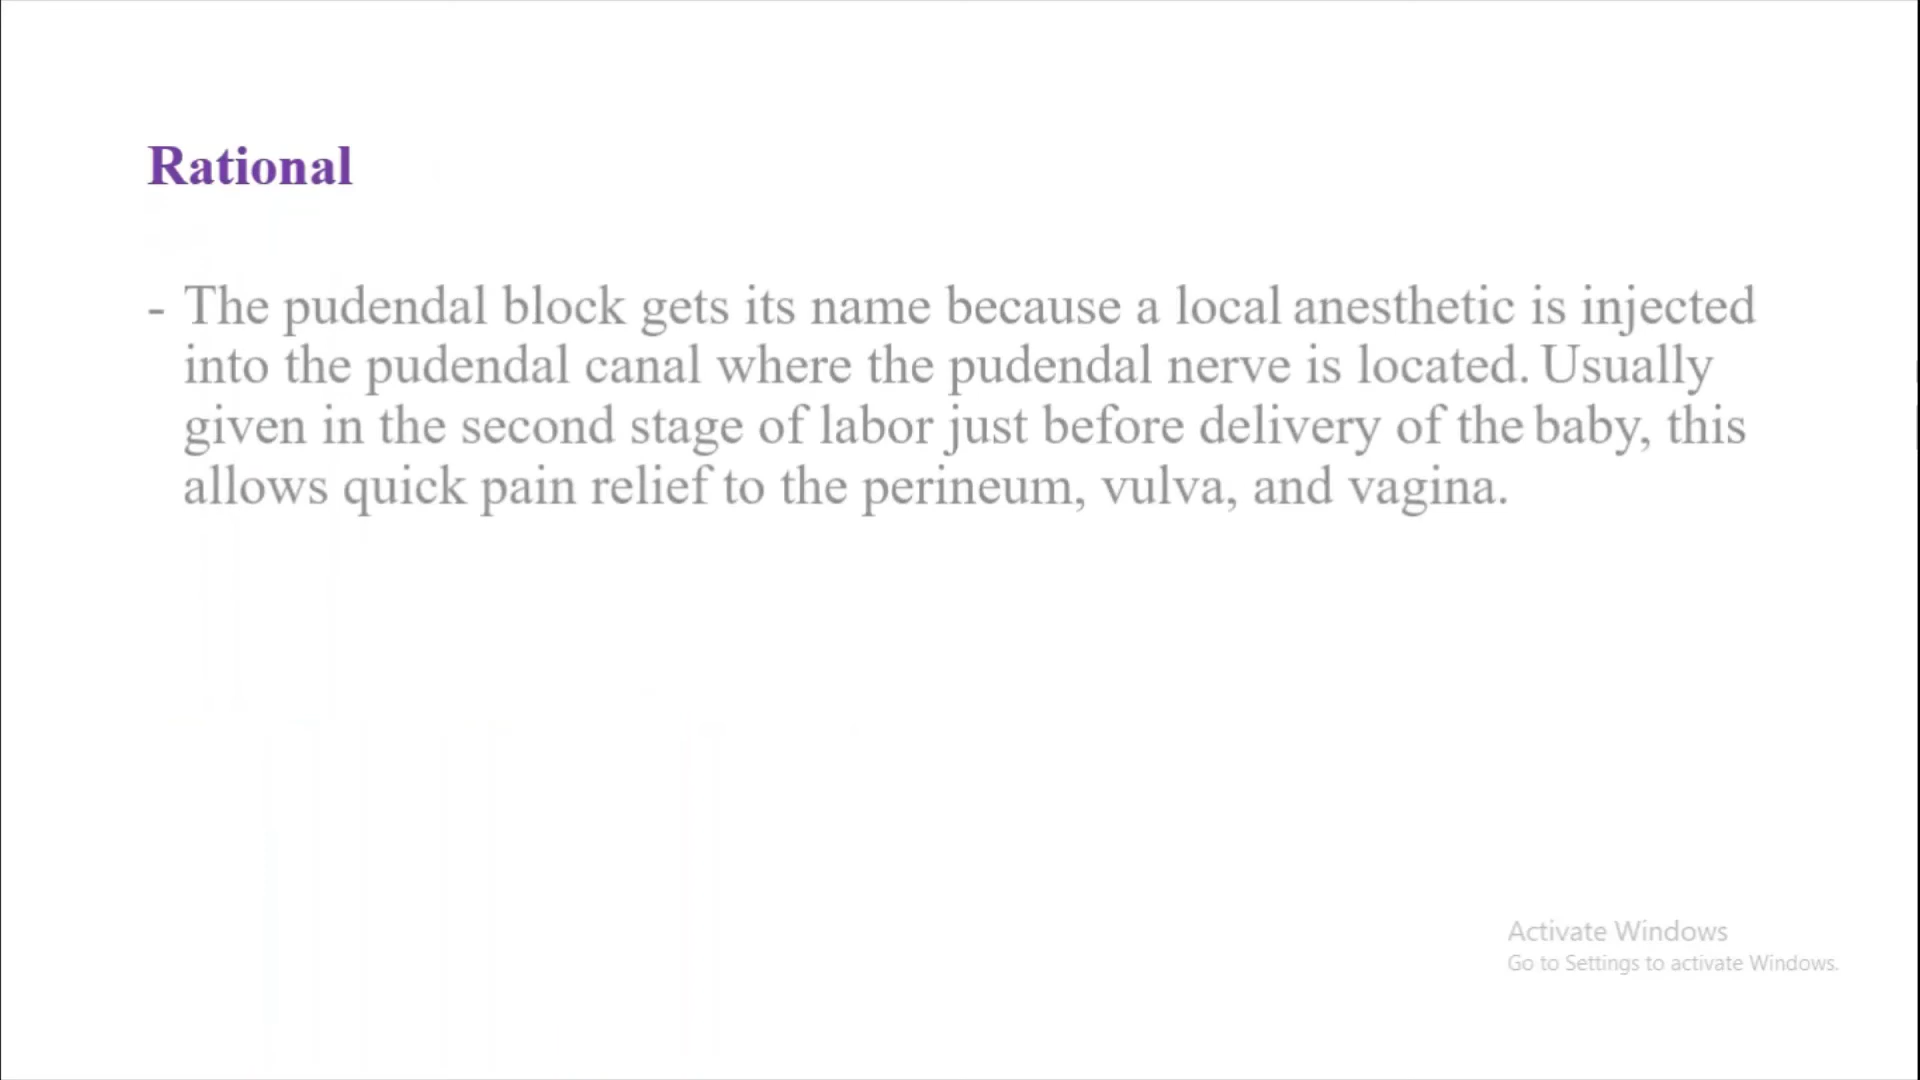 Rational
- The pudendal block gets its name because a local anesthetic is injected
into the pudendal canal where the pudendal nerve is located. Usually
given in the second stage of labor just before delivery of the baby, this
allows quick pain relief to the perineum, vulva, and vagina.
Activate Windows
Go to Settings to activate Windows.